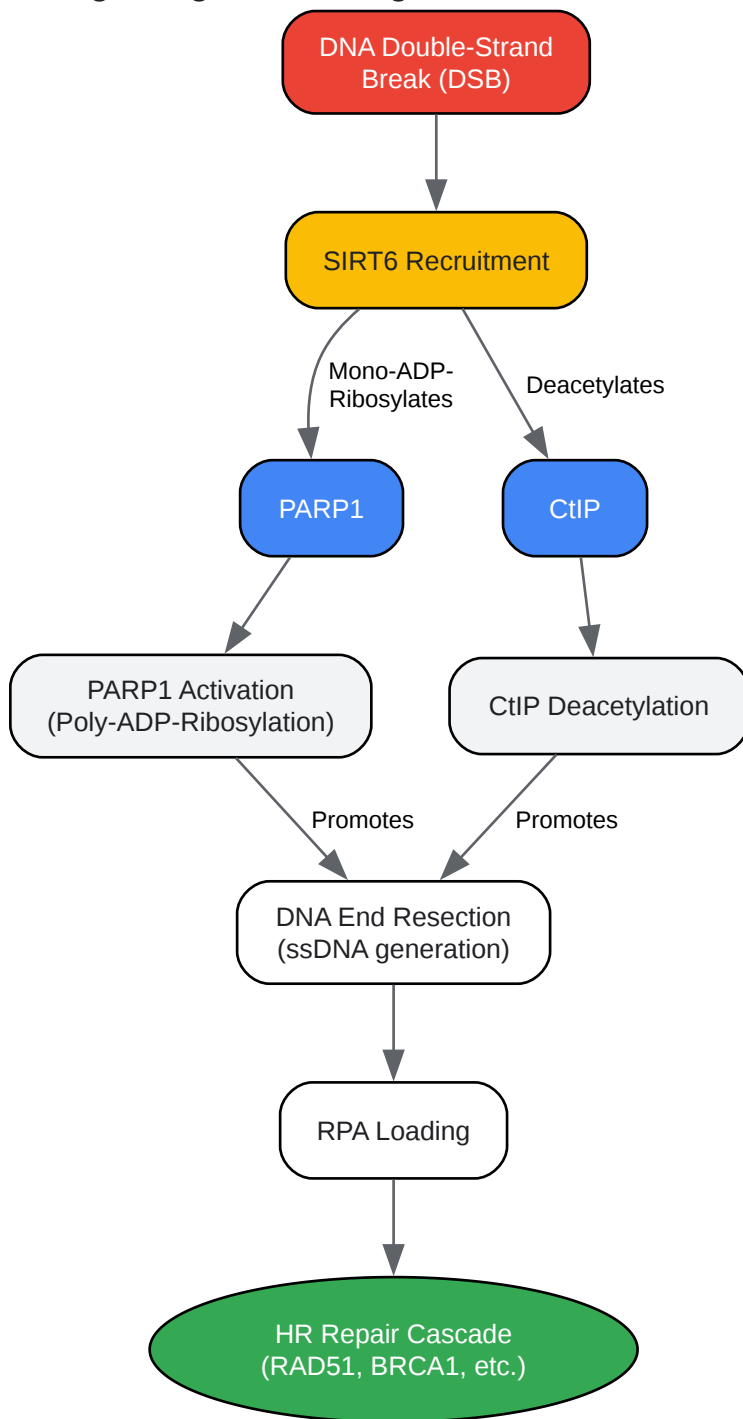 DNA Double-Strand
Break (DSB)
SIRT6 Recruitment
Mono-ADP-
Ribosylates
Deacetylates
PARP1
CtIP
PARP1 Activation
(Poly-ADP-Ribosylation)
CtIP Deacetylation
Promotes
Promotes
DNA End Resection
(ssDNA generation)
RPA Loading
HR Repair Cascade
(RAD51, BRCA1, etc.)